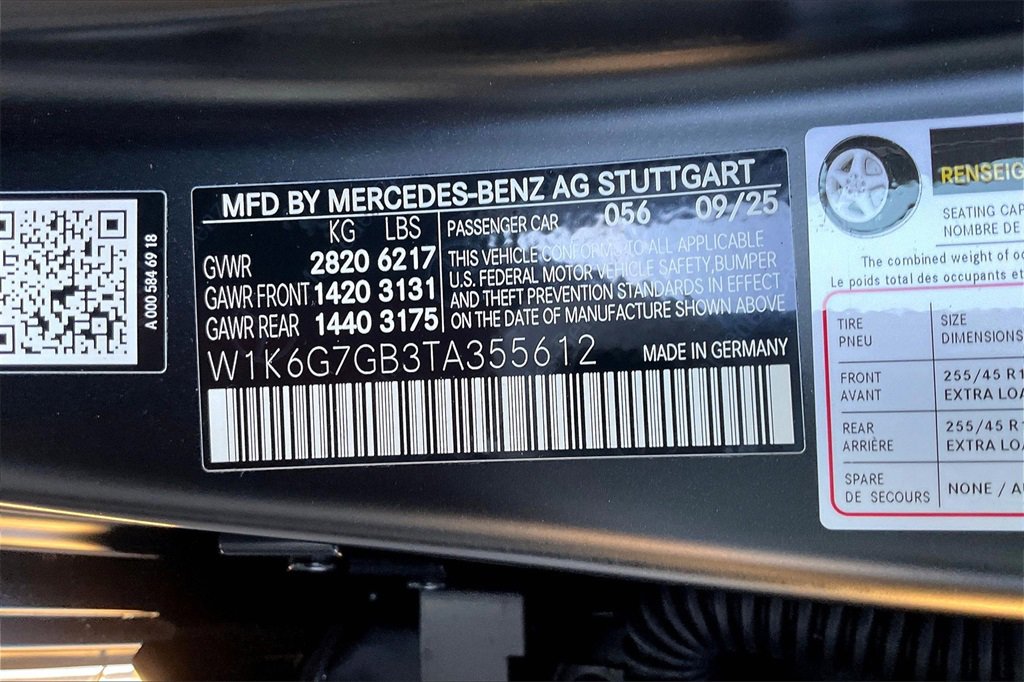 A 000 584 69 18
MFD BY MERCEDES-BENZ AG STUTTGART
KG LBS
GVWR 2820 6217
GAWR FRONT 1420 3131
GAWR REAR 1440 3175
PASSENGER CAR 056 09/25
THIS VEHICLE CONFORMS TO ALL APPLICABLE
U.S. FEDERAL MOTOR VEHICLE SAFETY, BUMPER
AND THEFT PREVENTION STANDARDS IN EFFECT
ON THE DATE OF MANUFACTURE SHOWN ABOVE
W1K6G7GB3TA355612 MADE IN GERMANY
RENSEIG
SEATING CAP
NOMBRE DE
The combined weight of oc
Le poids total des occupants et
TIRE SIZE
PNEU DIMENSIONS
FRONT 255/45 R1
AVANT EXTRA LOA
REAR 255/45 R1
ARRIÈRE EXTRA LOA
SPARE NONE / A
DE SECOURS